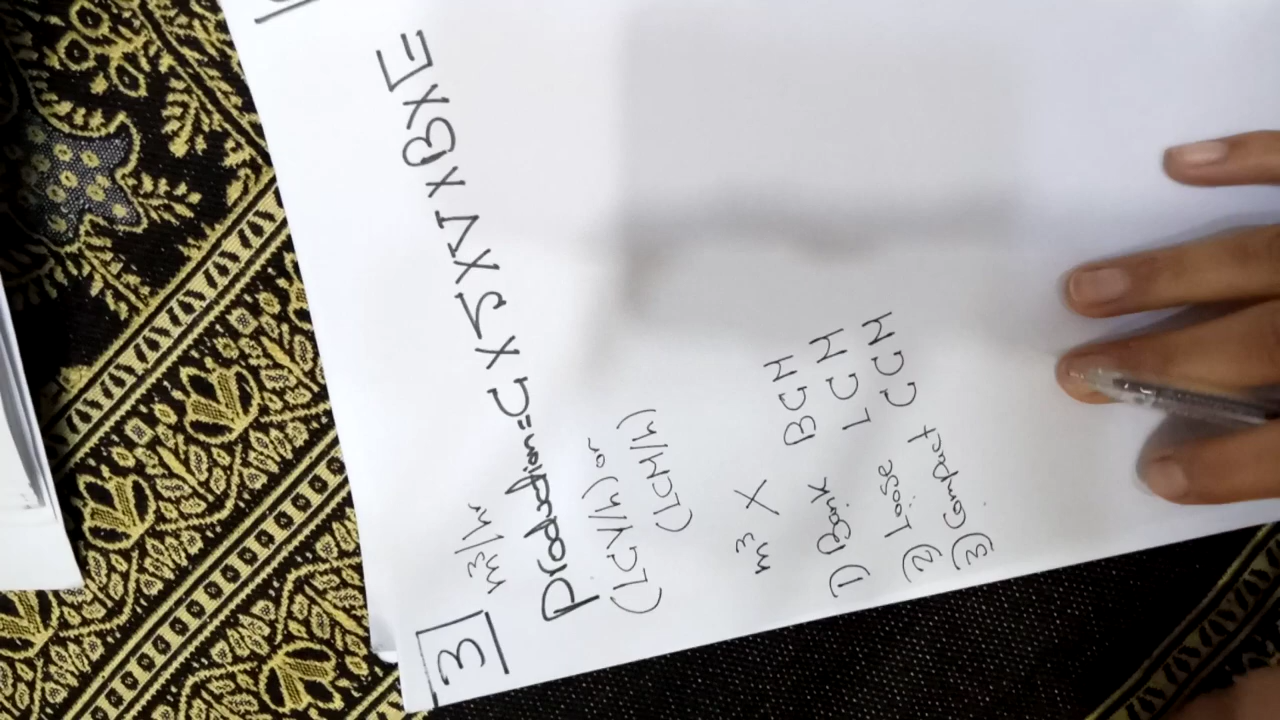 3
m³/hr
Production = C x S x V x B x E
(LCY/h) or
(LCM/h)
m³ X
1) Bank BCM
2) Loose LCM
3) Compact CCM